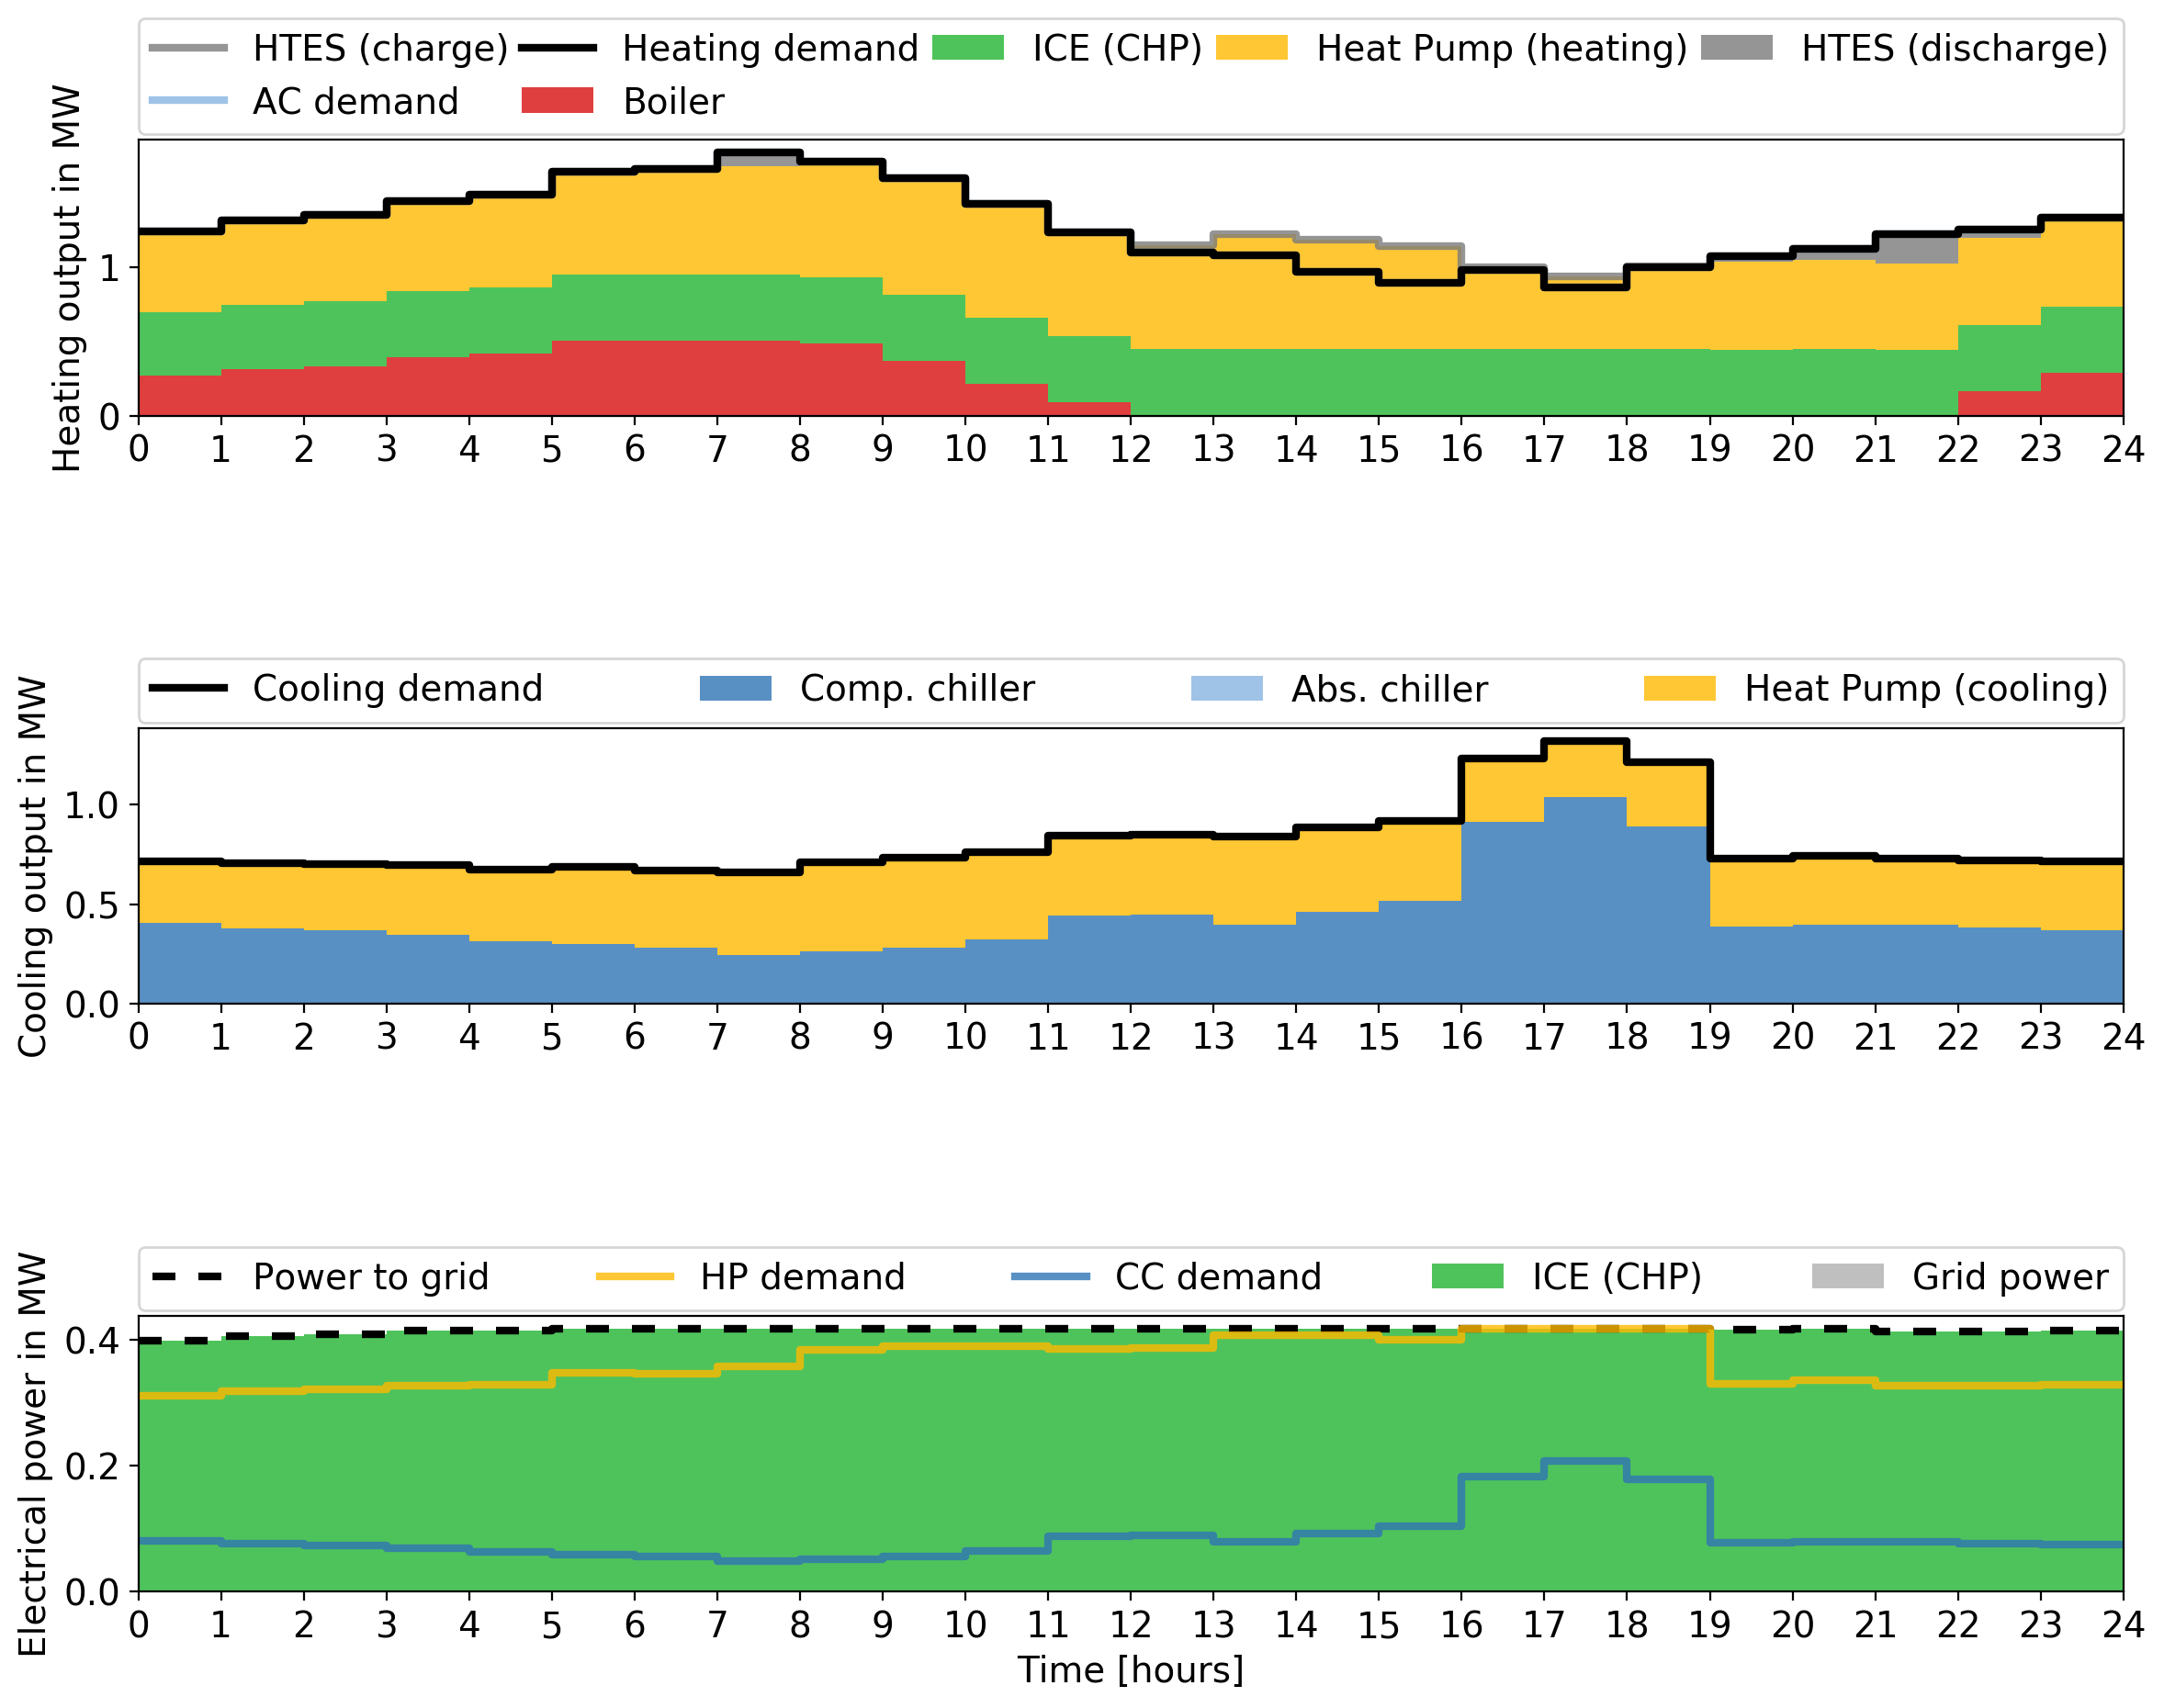 HTES (charge) Heating demand ICE (CHP) Heat Pump (heating) HTES (discharge)
AC demand Boiler
Heating output in MW
1
0
0 1 2 3 4 5 6 7 8 9 10 11 12 13 14 15 16 17 18 19 20 21 22 23 24
Cooling demand Comp. chiller Abs. chiller Heat Pump (cooling)
Cooling output in MW
1.0
0.5
0.0
0 1 2 3 4 5 6 7 8 9 10 11 12 13 14 15 16 17 18 19 20 21 22 23 24
Power to grid HP demand CC demand ICE (CHP) Grid power
Electrical power in MW
0.4
0.2
0.0
0 1 2 3 4 5 6 7 8 9 10 11 12 13 14 15 16 17 18 19 20 21 22 23 24
Time [hours]